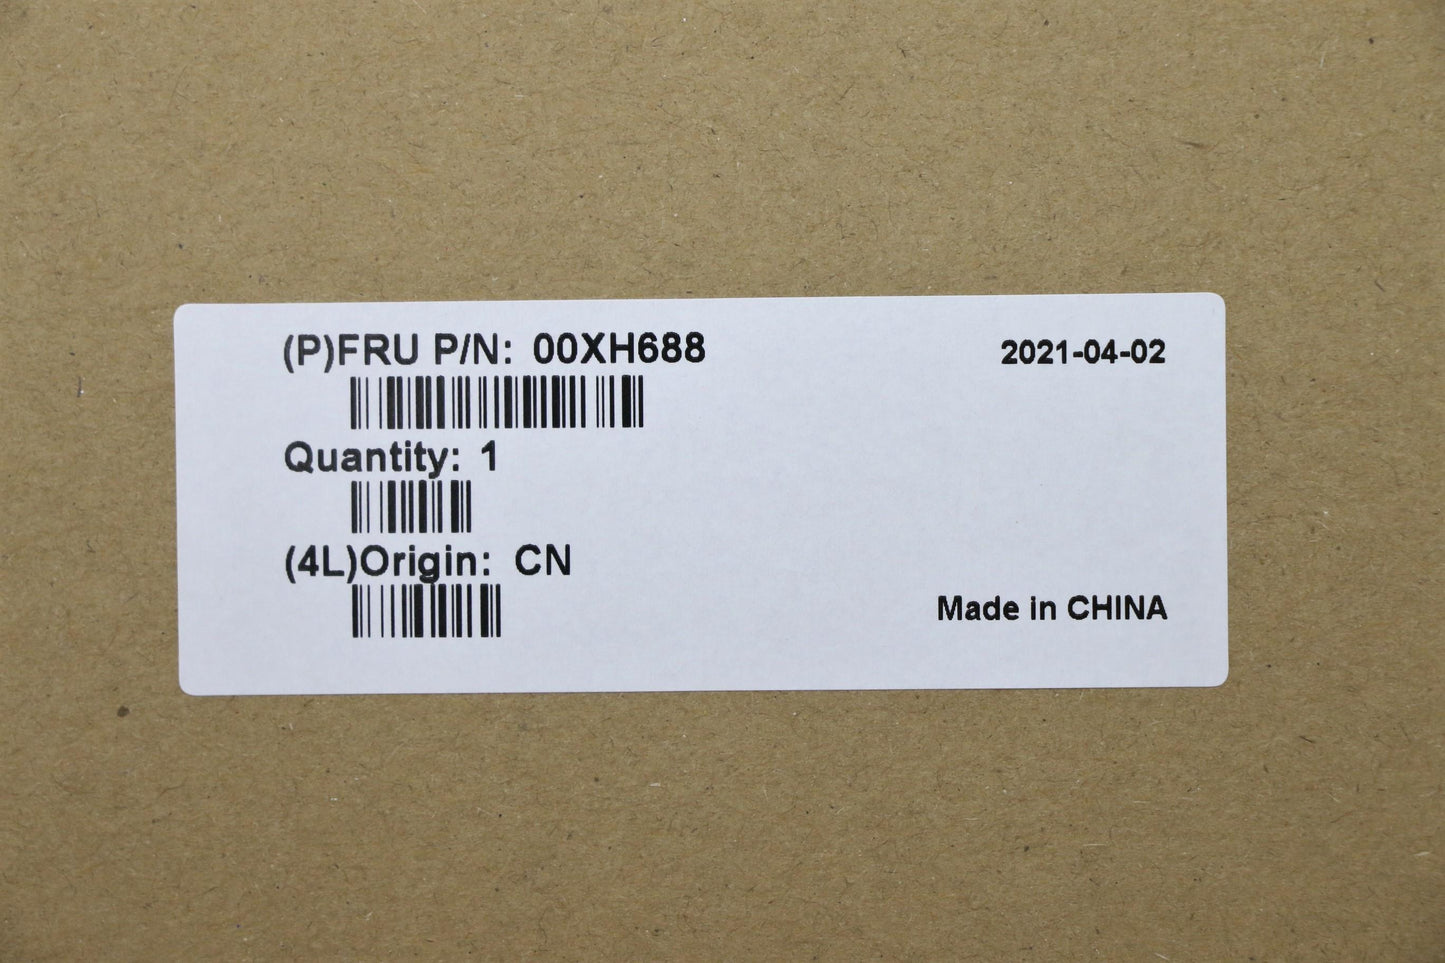 (P)FRU P/N: 00XH688
2021-04-02
Quantity: 1
(4L)Origin: CN
Made in CHINA